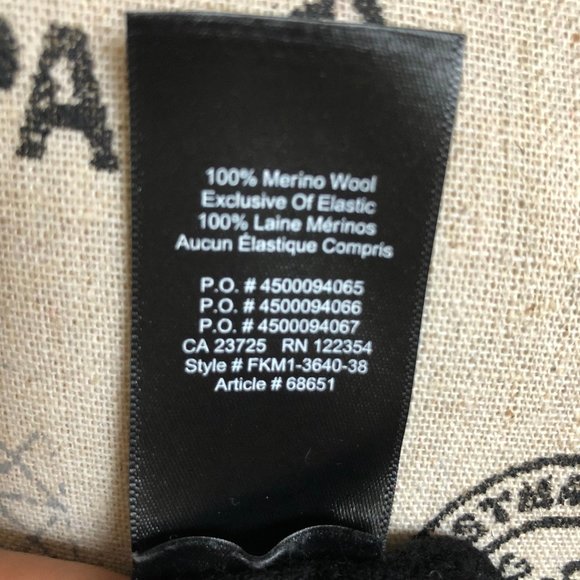 PA
100% Merino Wool
Exclusive Of Elastic
100% Laine Mérinos
Aucun Élastique Compris
P.O. # 4500094065
P.O. # 4500094066
P.O. # 4500094067
CA 23725 RN 122354
Style # FKM1-3640-38
Article # 68651